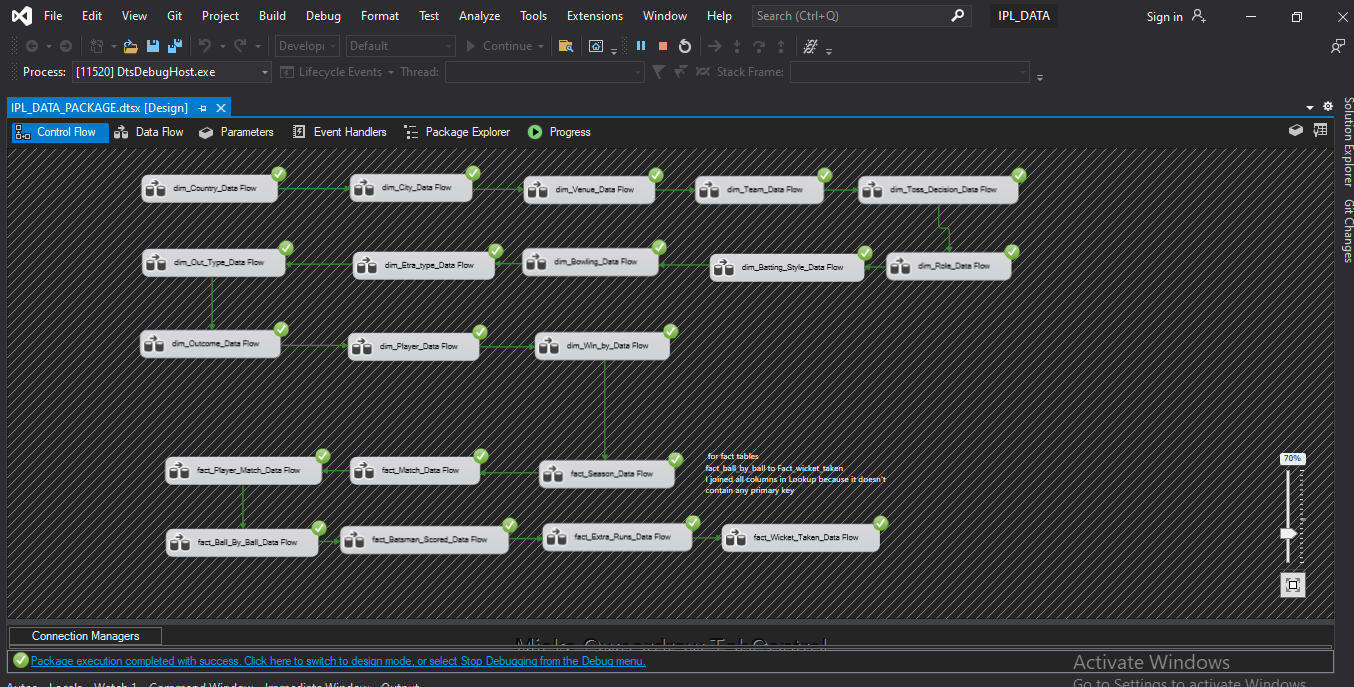 File Edit View Git Project Build Debug Format Test Analyze Tools Extensions Window Help Search (Ctrl+Q) IPL_DATA Sign in
Develop Default Continue
Process: [11520] DtsDebugHost.exe Lifecycle Events Thread: Stack Frame:
IPL_DATA_PACKAGE.dtsx [Design]
Control Flow Data Flow Parameters Event Handlers Package Explorer Progress
Solution Explorer
Git Changes
dim_Country_Data Flow dim_City_Data Flow dim_Venue_Data Flow dim_Team_Data Flow dim_Toss_Decision_Data Flow
dim_Out_Type_Data Flow dim_Etra_type_Data Flow dim_Bowling_Data Flow dim_Batting_Style_Data Flow dim_Role_Data Flow
dim_Outcome_Data Flow dim_Player_Data Flow dim_Win_by_Data Flow
fact_Player_Match_Data Flow fact_Match_Data Flow fact_Season_Data Flow
for fact tables
fact_ball_by_ball to Fact_wicket_taken
I joined all columns in Lookup because it doesn't
contain any primary key
70%
fact_Ball_By_Ball_Data Flow fact_Batsman_Scored_Data Flow fact_Extra_Runs_Data Flow fact_Wicket_Taken_Data Flow
Connection Managers
Package execution completed with success. Click here to switch to design mode, or select Stop Debugging from the Debug menu.
Activate Windows
Go to Settings to activate Windows.
Autos Locals Watch 1 Command Window Immediate Window Output